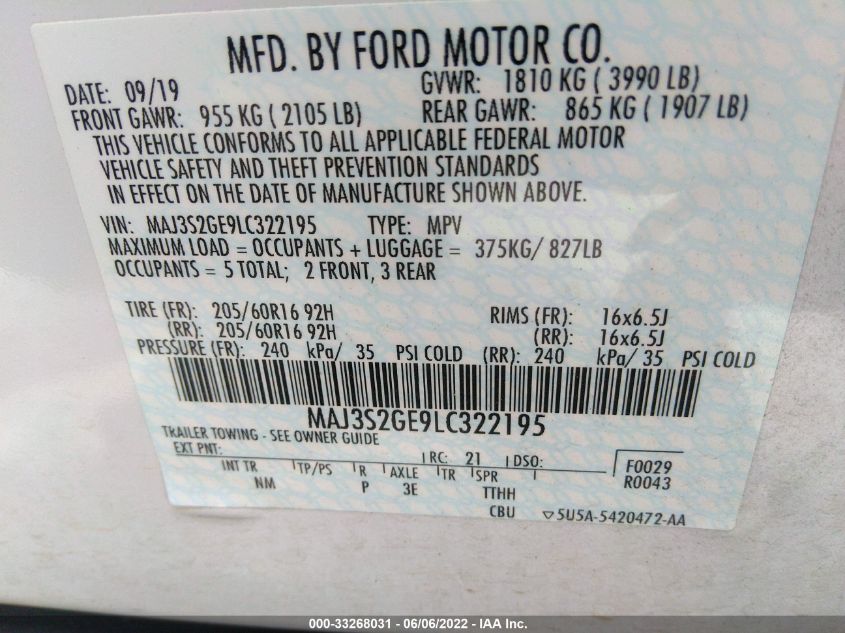 MFD. BY FORD MOTOR CO.
DATE: 09/19 GVWR: 1810 KG ( 3990 LB)
FRONT GAWR: 955 KG ( 2105 LB) REAR GAWR: 865 KG ( 1907 LB)
THIS VEHICLE CONFORMS TO ALL APPLICABLE FEDERAL MOTOR
VEHICLE SAFETY AND THEFT PREVENTION STANDARDS
IN EFFECT ON THE DATE OF MANUFACTURE SHOWN ABOVE.
VIN: MAJ3S2GE9LC322195 TYPE: MPV
MAXIMUM LOAD = OCCUPANTS + LUGGAGE = 375KG/ 827LB
OCCUPANTS = 5 TOTAL; 2 FRONT, 3 REAR
TIRE (FR): 205/60R16 92H RIMS (FR): 16x6.5J
(RR): 205/60R16 92H (RR): 16x6.5J
PRESSURE (FR): 240 kPa/ 35 PSI COLD (RR): 240 kPa/ 35 PSI COLD
MAJ3S2GE9LC322195
TRAILER TOWING - SEE OWNER GUIDE
EXT PNT: RC: 21 DSO: F0029
INT TR TP/PS R AXLE TR SPR R0043
NM P 3E TTHH
CBU ▽5U5A-5420472-AA
000-33268031 - 06/06/2022 - IAA Inc.